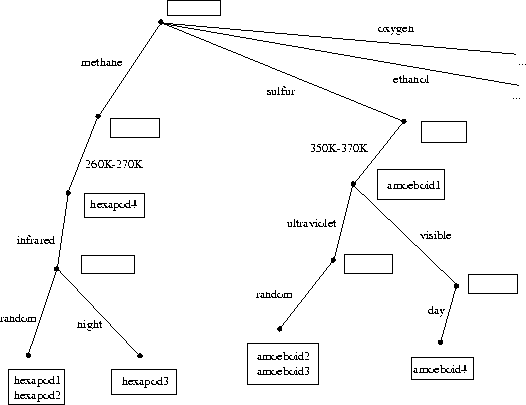 oxygen
methane
...
ethanol
sulfur
...
350K-370K
260K-270K
amoeboid1
hexapod4
ultraviolet
visible
infrared
random
random
night
day
amoeboid2
amoeboid3
hexapod1
hexapod2
hexapod3
amoeboid4